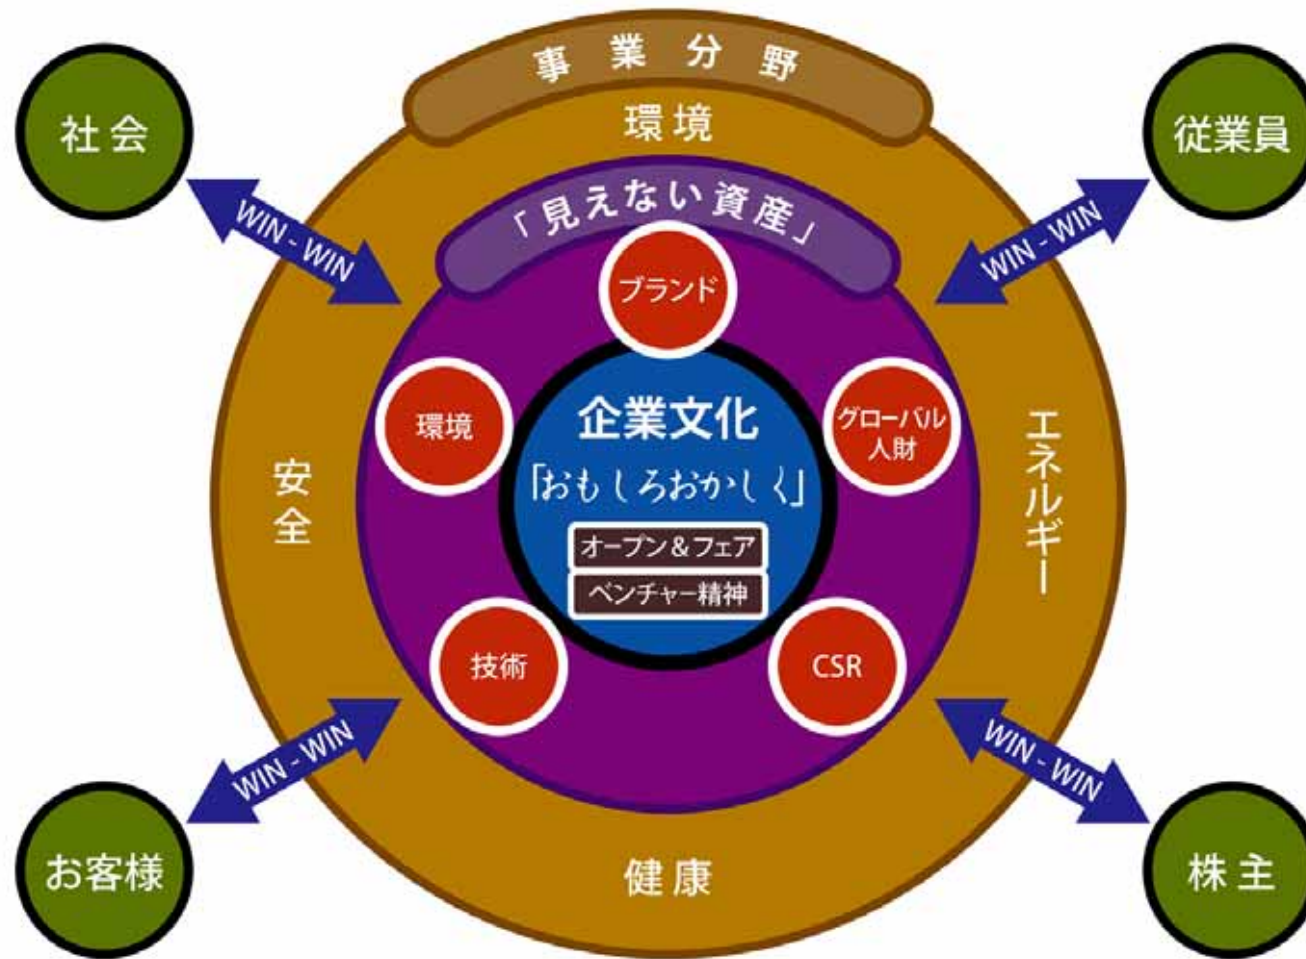 事業分野
社会
従業員
環境
「見えない資産」
WIN - WIN
WIN - WIN
ブランド
環境
グローバル
人財
企業文化
「おもしろおかしく」
オープン＆フェア
ベンチャー精神
安全
エネルギー
技術
CSR
WIN - WIN
WIN - WIN
お客様
健康
株主